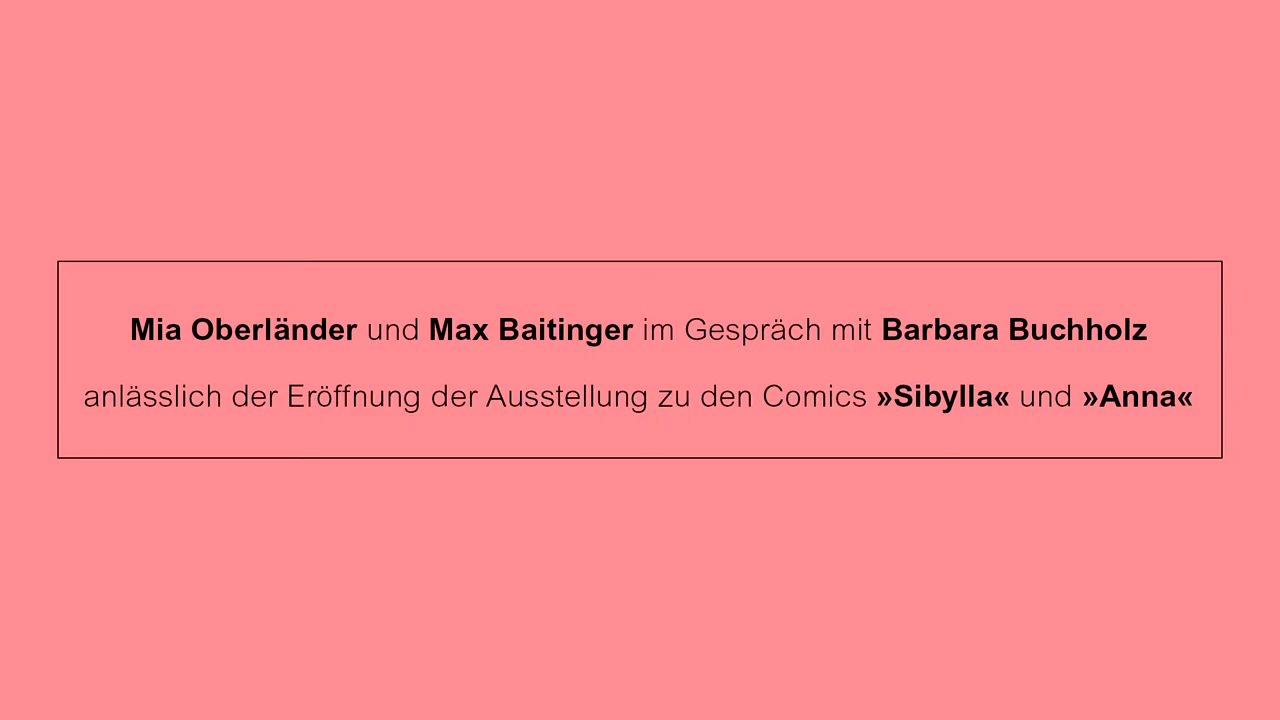 Mia Oberländer und Max Baitinger im Gespräch mit Barbara Buchholz
anlässlich der Eröffnung der Ausstellung zu den Comics »Sibylla« und »Anna«